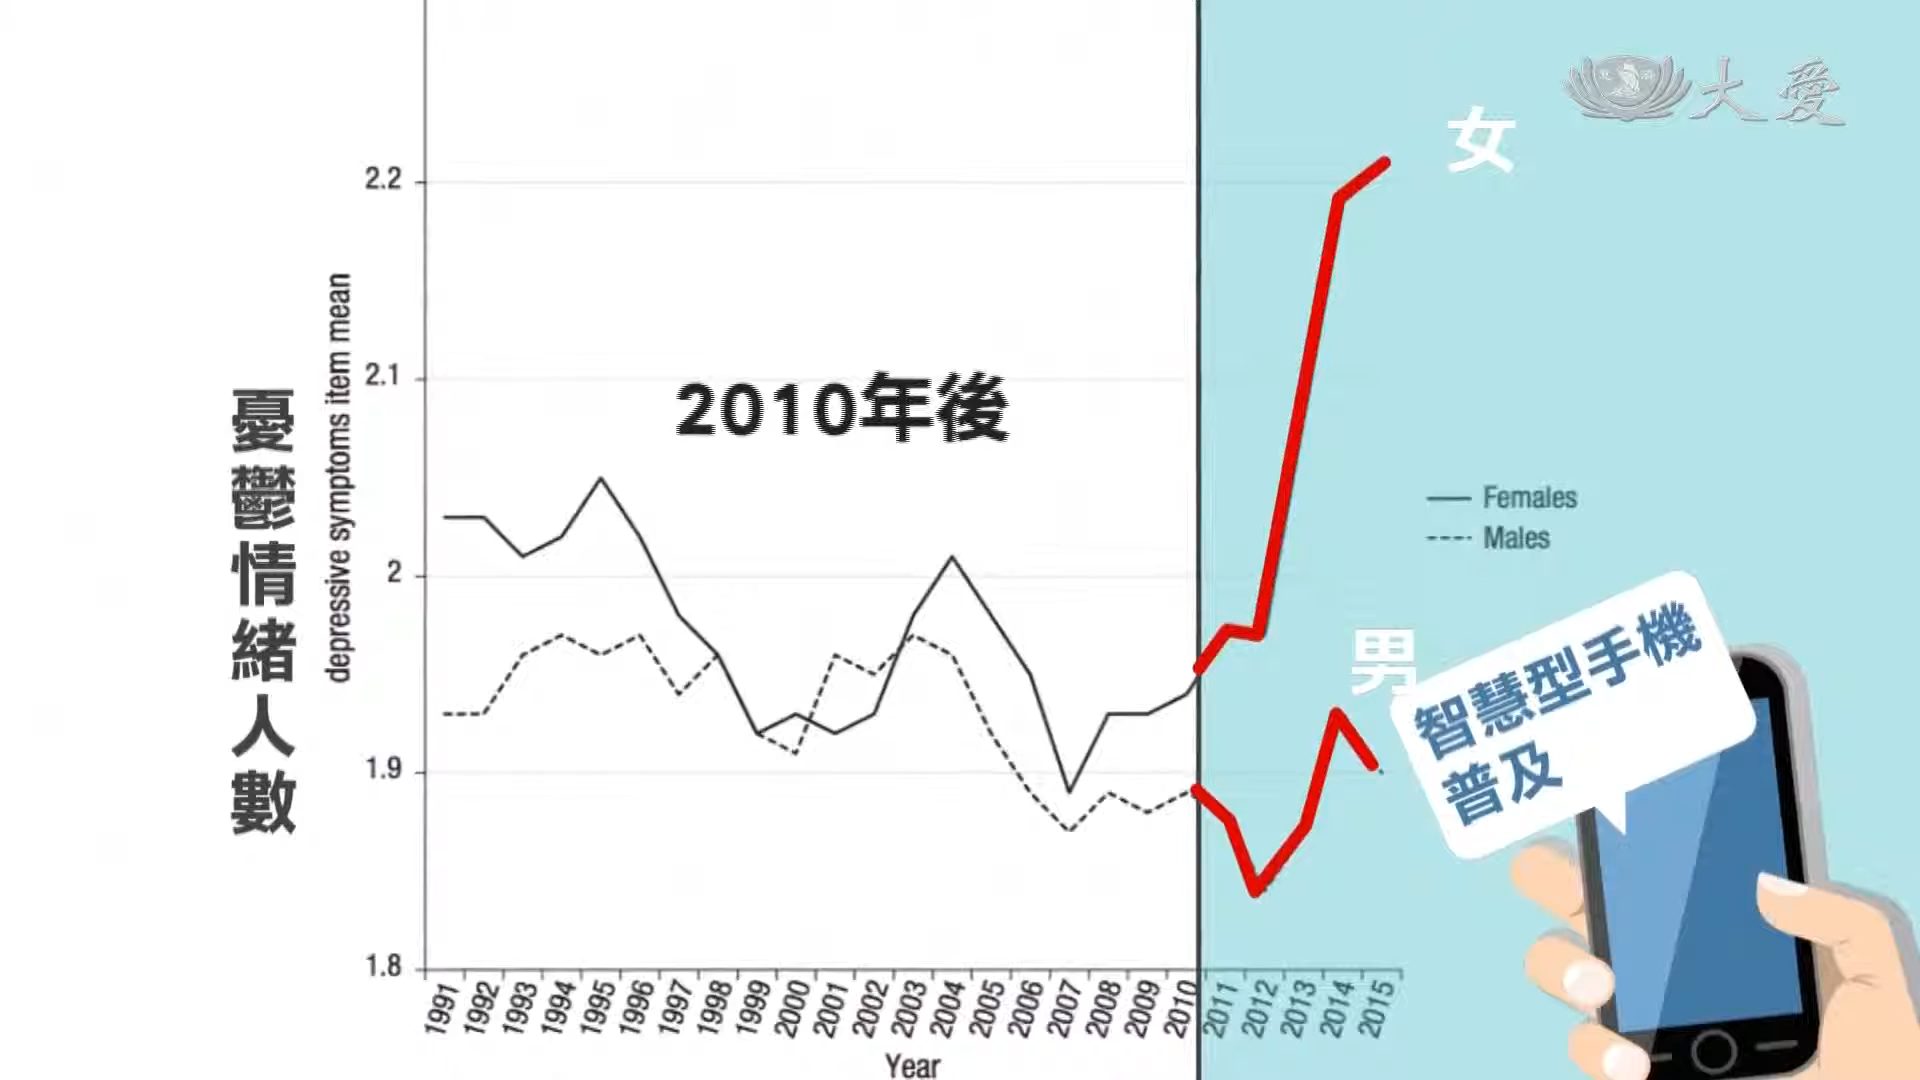 大愛
女
2.2
2.1
2
1.9
1.8
depressive symptoms item mean
憂鬱情緒人數
2010年後
Females
Males
男
智慧型手機
普及
1991 1992 1993 1994 1995 1996 1997 1998 1999 2000 2001 2002 2003 2004 2005 2006 2007 2008 2009 2010 2011 2012 2013 2014 2015
Year